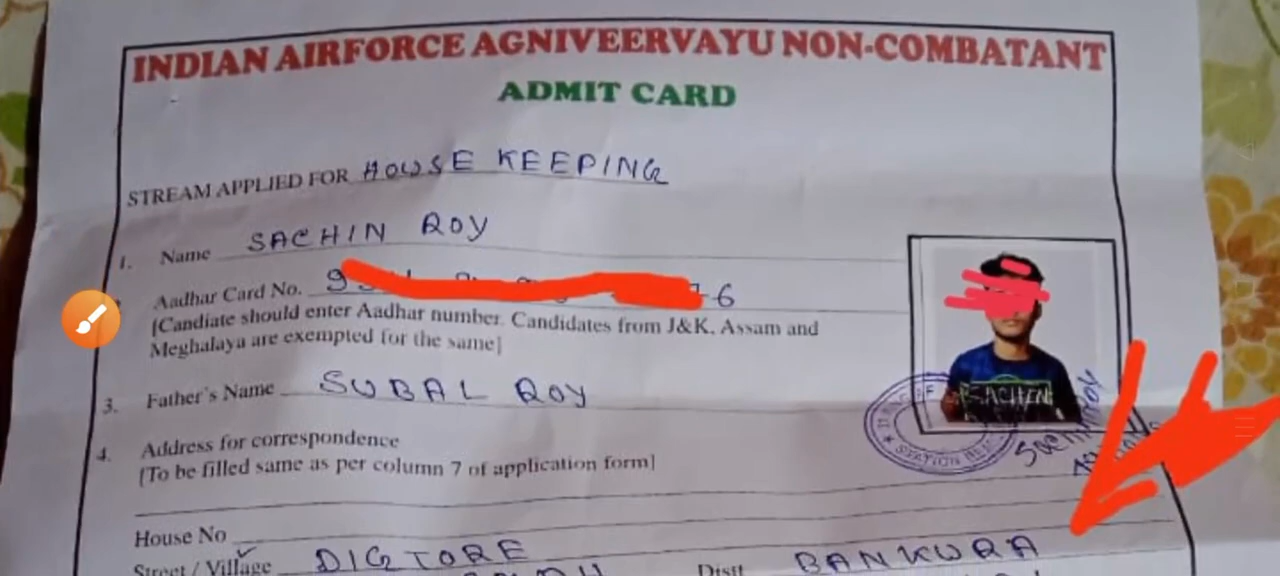 INDIAN AIRFORCE AGNIVEERVAYU NON-COMBATANT
ADMIT CARD
STREAM APPLIED FOR HOUSE KEEPING
1. Name SACHIN ROY
Aadhar Card No. 9 6
[Candiate should enter Aadhar number. Candidates from J&K, Assam and
Meghalaya are exempted for the same]
3. Father's Name SUBAL ROY
SACHIN
4. Address for correspondence
[To be filled same as per column 7 of application form]
House No
Street / Village DIGTORE Distt BANKURA